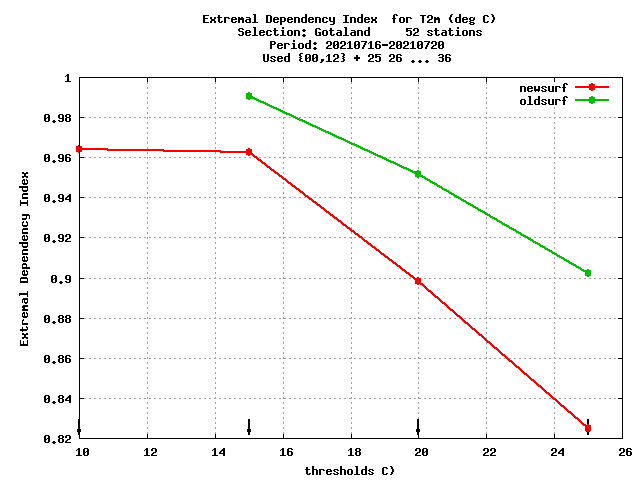 Extremal Dependency Index  for T2m (deg C)
Selection: Gotaland     52 stations
Period: 20210716-20210720
Used {00,12} + 25 26 ... 36
newsurf
oldsurf
1
0.98
0.96
0.94
0.92
0.9
0.88
0.86
0.84
0.82
Extremal Dependency Index
10 12 14 16 18 20 22 24 26
thresholds C)